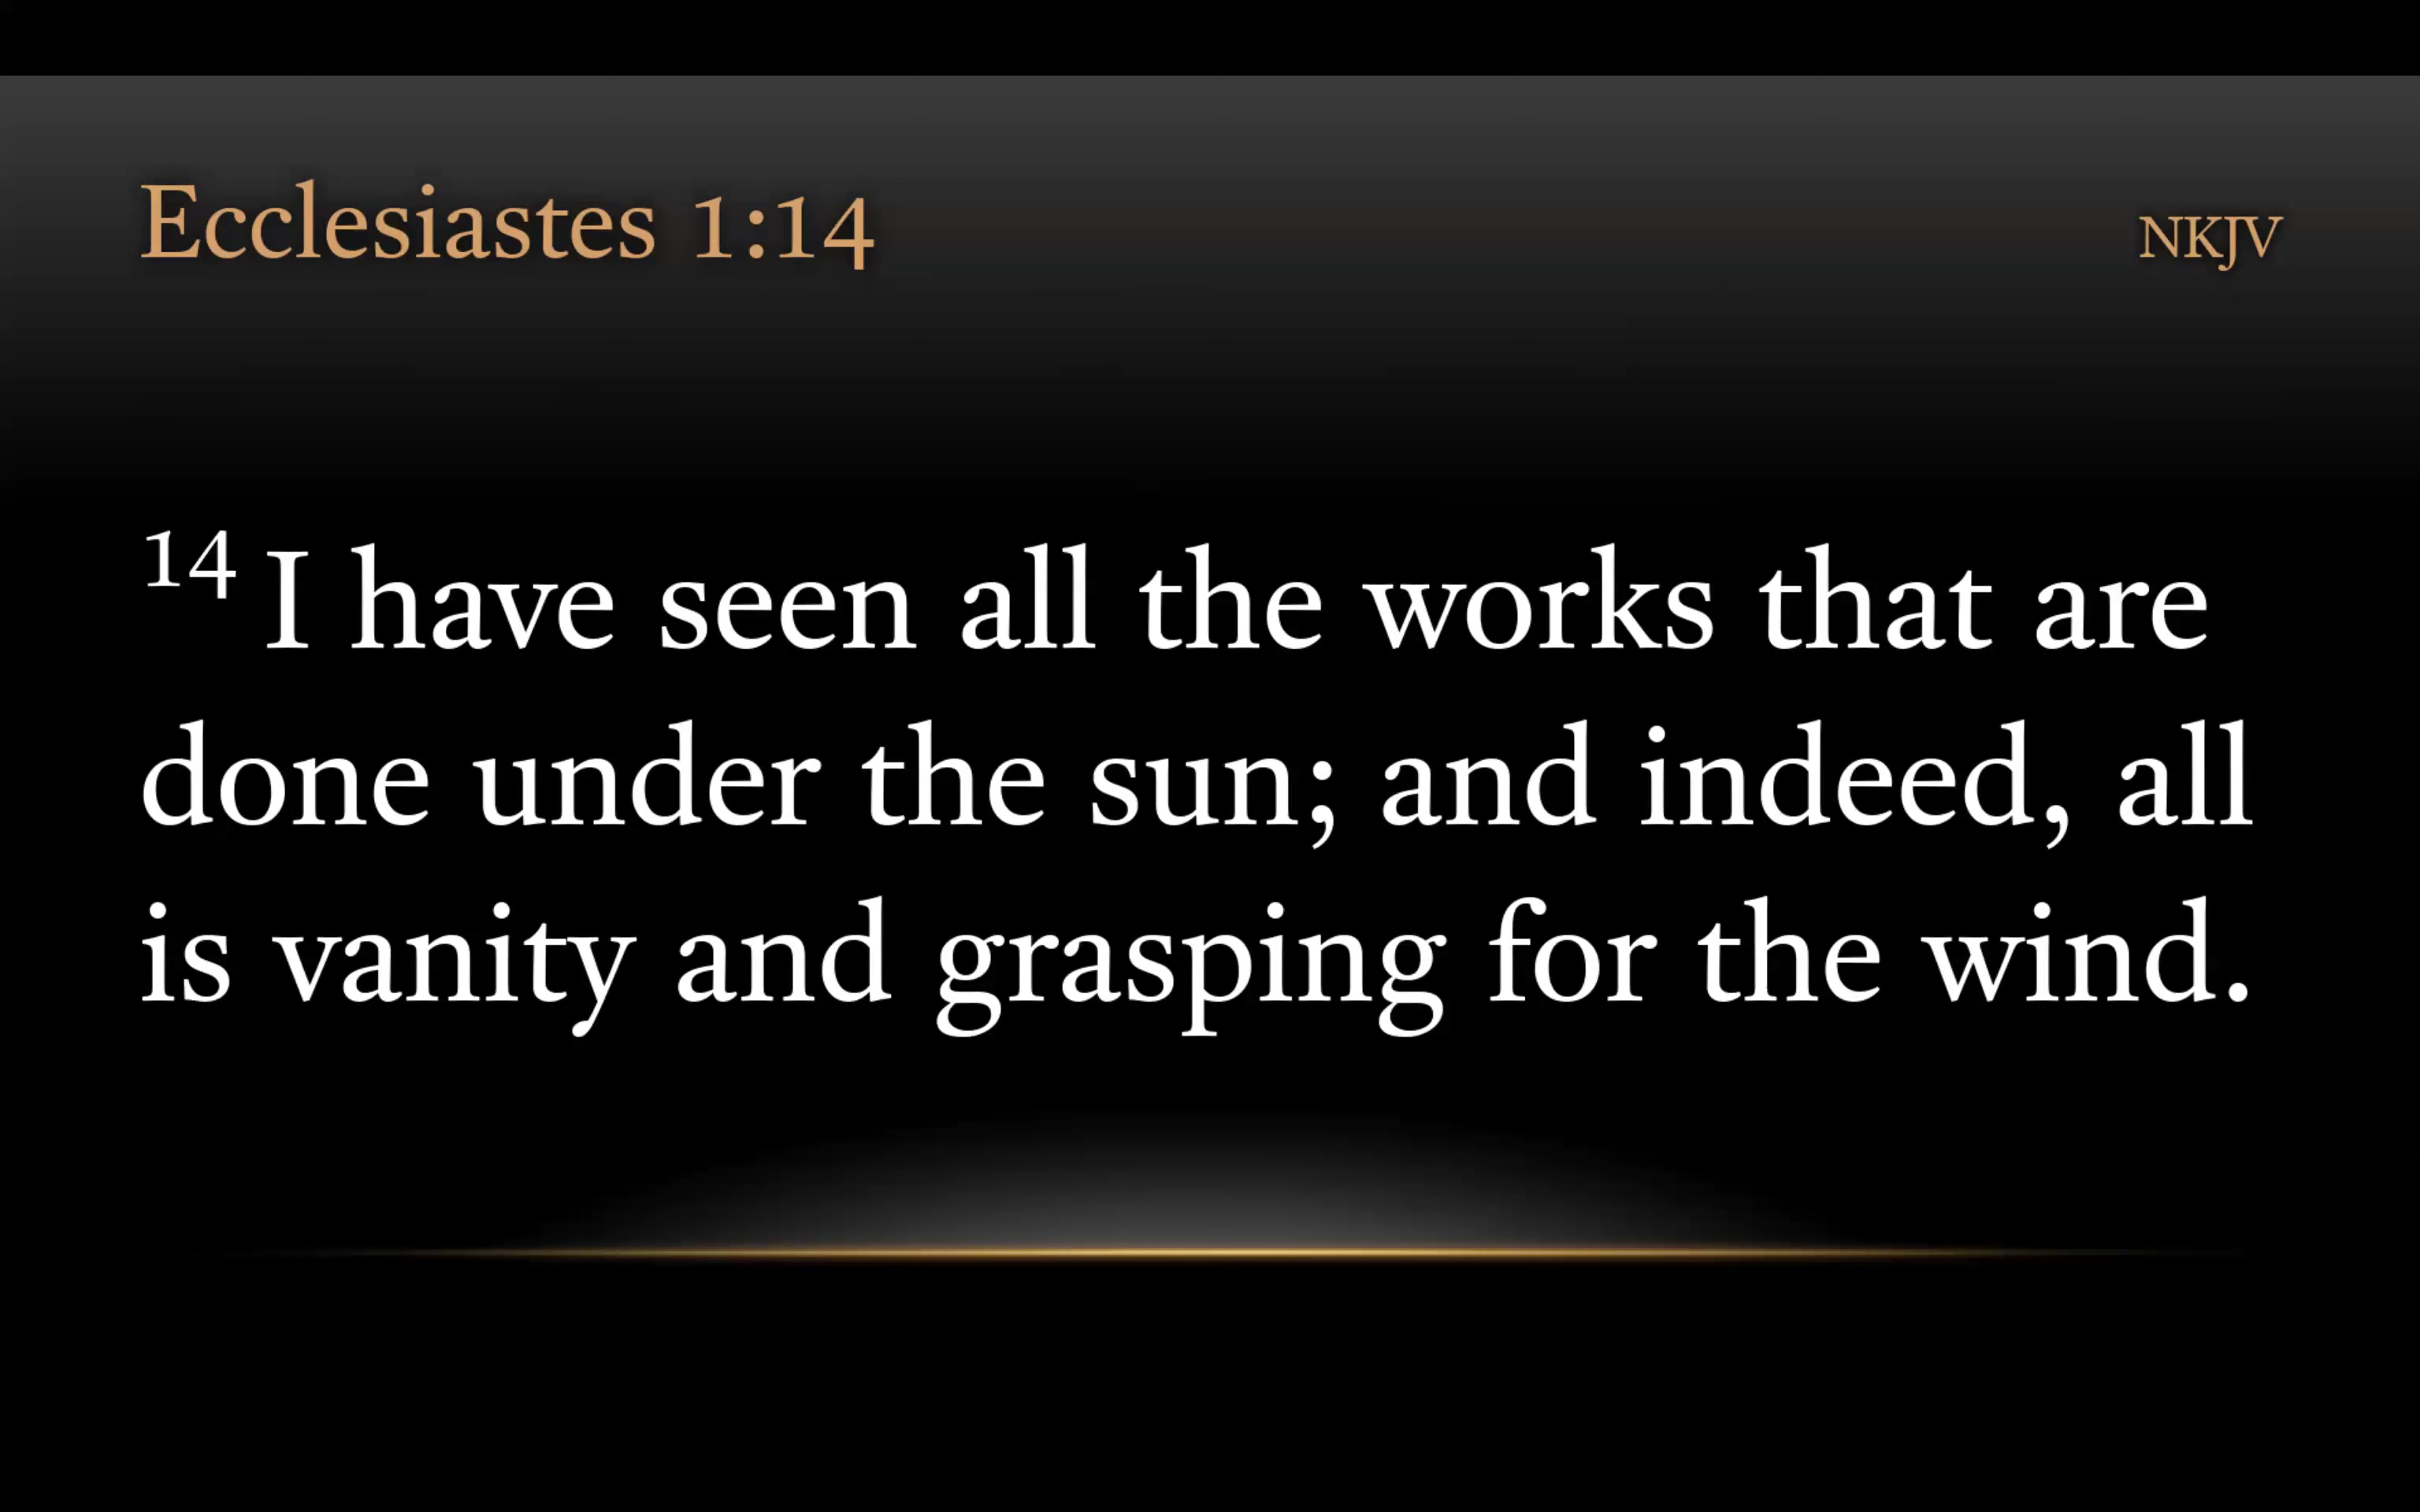 Ecclesiastes 1:14 NKJV
14 I have seen all the works that are
done under the sun; and indeed, all
is vanity and grasping for the wind.